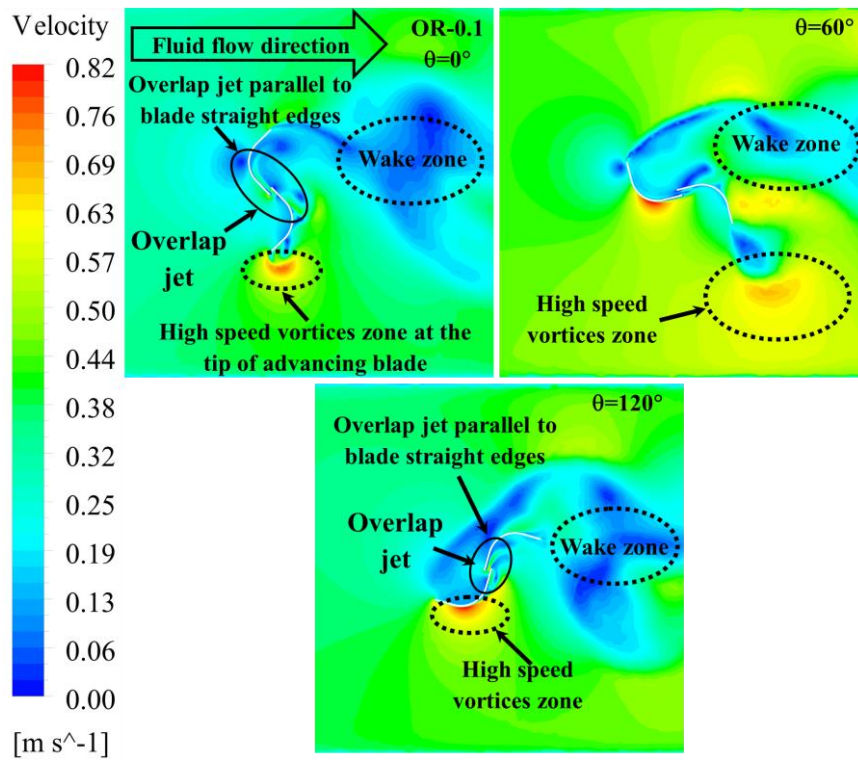 Velocity
0.82
0.76
0.69
0.63
0.57
0.50
0.44
0.38
0.32
0.25
0.19
0.13
0.06
0.00
[m s^-1]
Fluid flow direction
OR-0.1
θ=0°
Overlap jet parallel to
blade straight edges
Wake zone
Overlap
jet
High speed vortices zone at the
tip of advancing blade
θ=60°
Wake zone
High speed
vortices zone
θ=120°
Overlap jet parallel to
blade straight edges
Overlap
jet
Wake zone
High speed
vortices zone